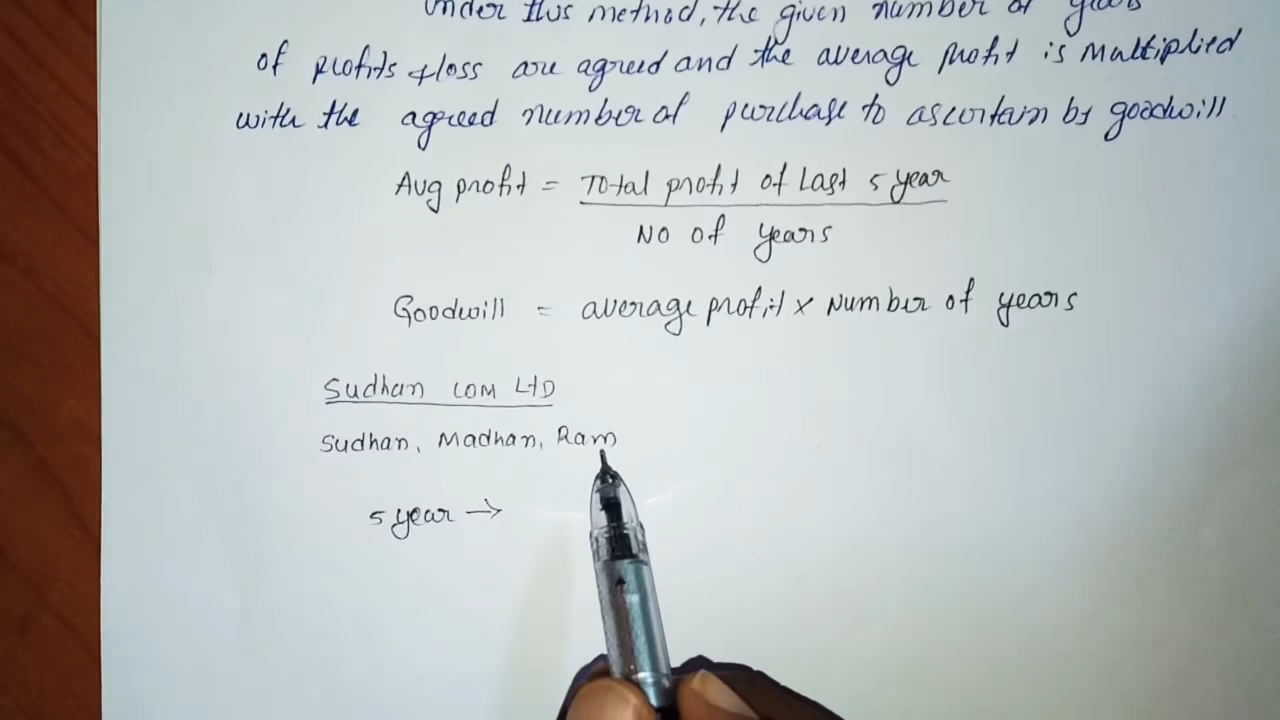 Under this method, the given number of years
of profits & loss are agreed and the average profit is multiplied
with the agreed number of purchase to ascertain by goodwill
Avg profit = Total profit of Last 5 year
No of years
Goodwill = average profit x number of years
Sudhan COM LTD
Sudhan, Madhan, Ram
5 year →